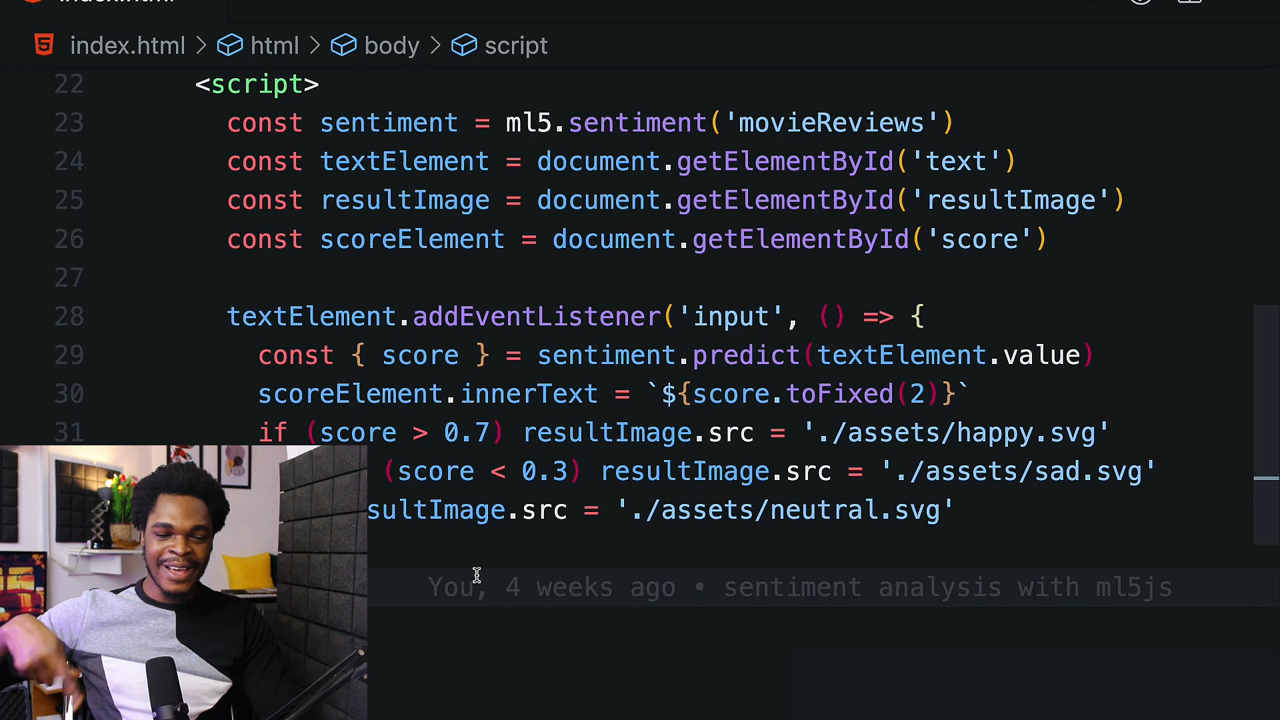 index.html > html > body > script
22 <script>
23 const sentiment = ml5.sentiment('movieReviews')
24 const textElement = document.getElementById('text')
25 const resultImage = document.getElementById('resultImage')
26 const scoreElement = document.getElementById('score')
27
28 textElement.addEventListener('input', () => {
29 const { score } = sentiment.predict(textElement.value)
30 scoreElement.innerText = `${score.toFixed(2)}`
31 if (score > 0.7) resultImage.src = './assets/happy.svg'
(score < 0.3) resultImage.src = './assets/sad.svg'
sultImage.src = './assets/neutral.svg'
You, 4 weeks ago • sentiment analysis with ml5js